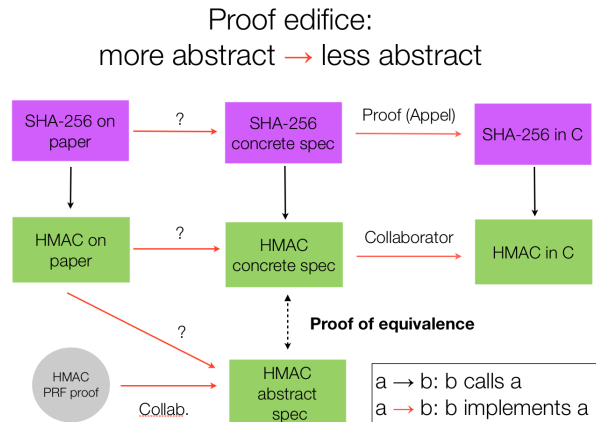 Proof edifice:
more abstract → less abstract
SHA-256 on
paper
?
SHA-256
concrete spec
Proof (Appel)
SHA-256 in C
HMAC on
paper
?
HMAC
concrete spec
Collaborator
HMAC in C
?
Proof of equivalence
HMAC
PRF proof
Collab.
HMAC
abstract
spec
a → b: b calls a
a → b: b implements a